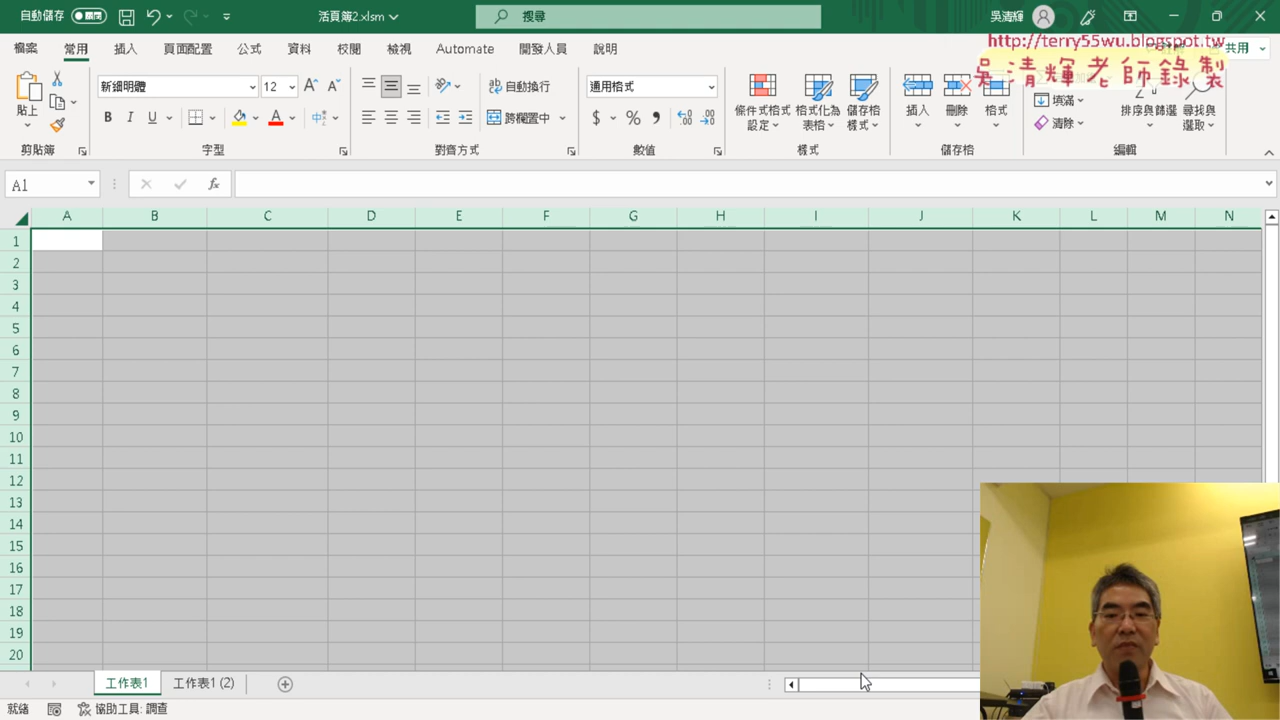 自動儲存 關閉 活頁簿2.xlsm 搜尋 吳清輝
http://terry55wu.blogspot.tw
吳清輝老師錄製
檔案 常用 插入 頁面配置 公式 資料 校閱 檢視 Automate 開發人員 說明 共用
貼上 新細明體 12 自動換行 通用格式 條件式格式設定 格式化為表格 儲存格樣式 插入 刪除 格式 填滿 清除 排序與篩選 尋找與選取
B I U 跨欄置中 $ %
剪貼簿 字型 對齊方式 數值 樣式 儲存格 編輯
A1 fx
A B C D E F G H I J K L M N
1
2
3
4
5
6
7
8
9
10
11
12
13
14
15
16
17
18
19
20
工作表1 工作表1 (2)
就緒 協助工具: 調查